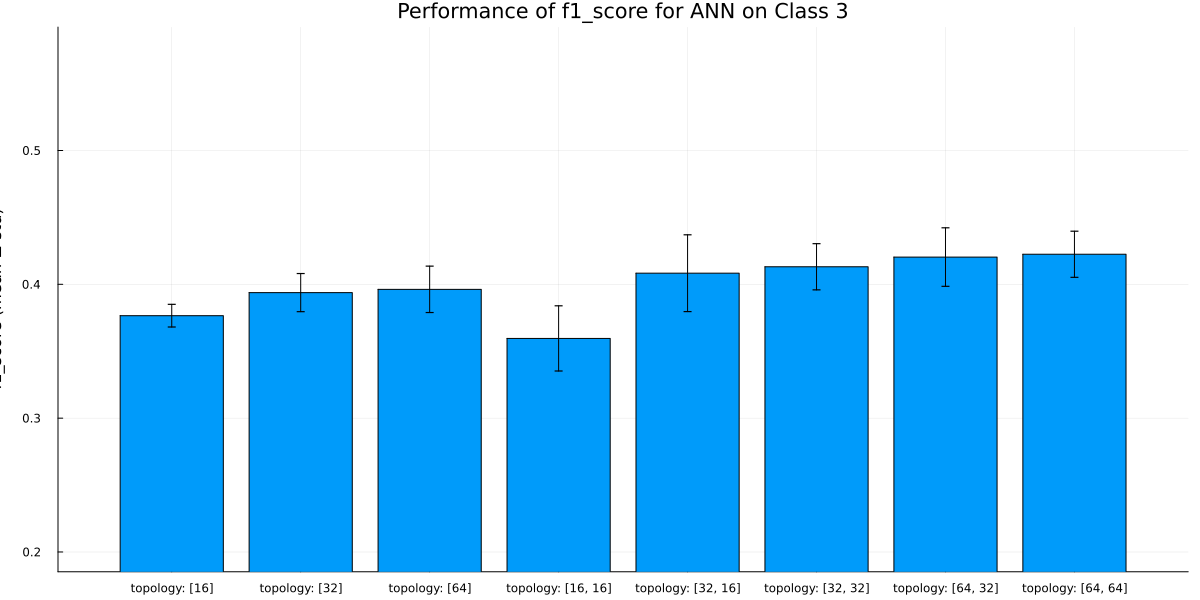 Performance of f1_score for ANN on Class 3
0.5
0.4
0.3
0.2
topology: [16] topology: [32] topology: [64] topology: [16, 16] topology: [32, 16] topology: [32, 32] topology: [64, 32] topology: [64, 64]